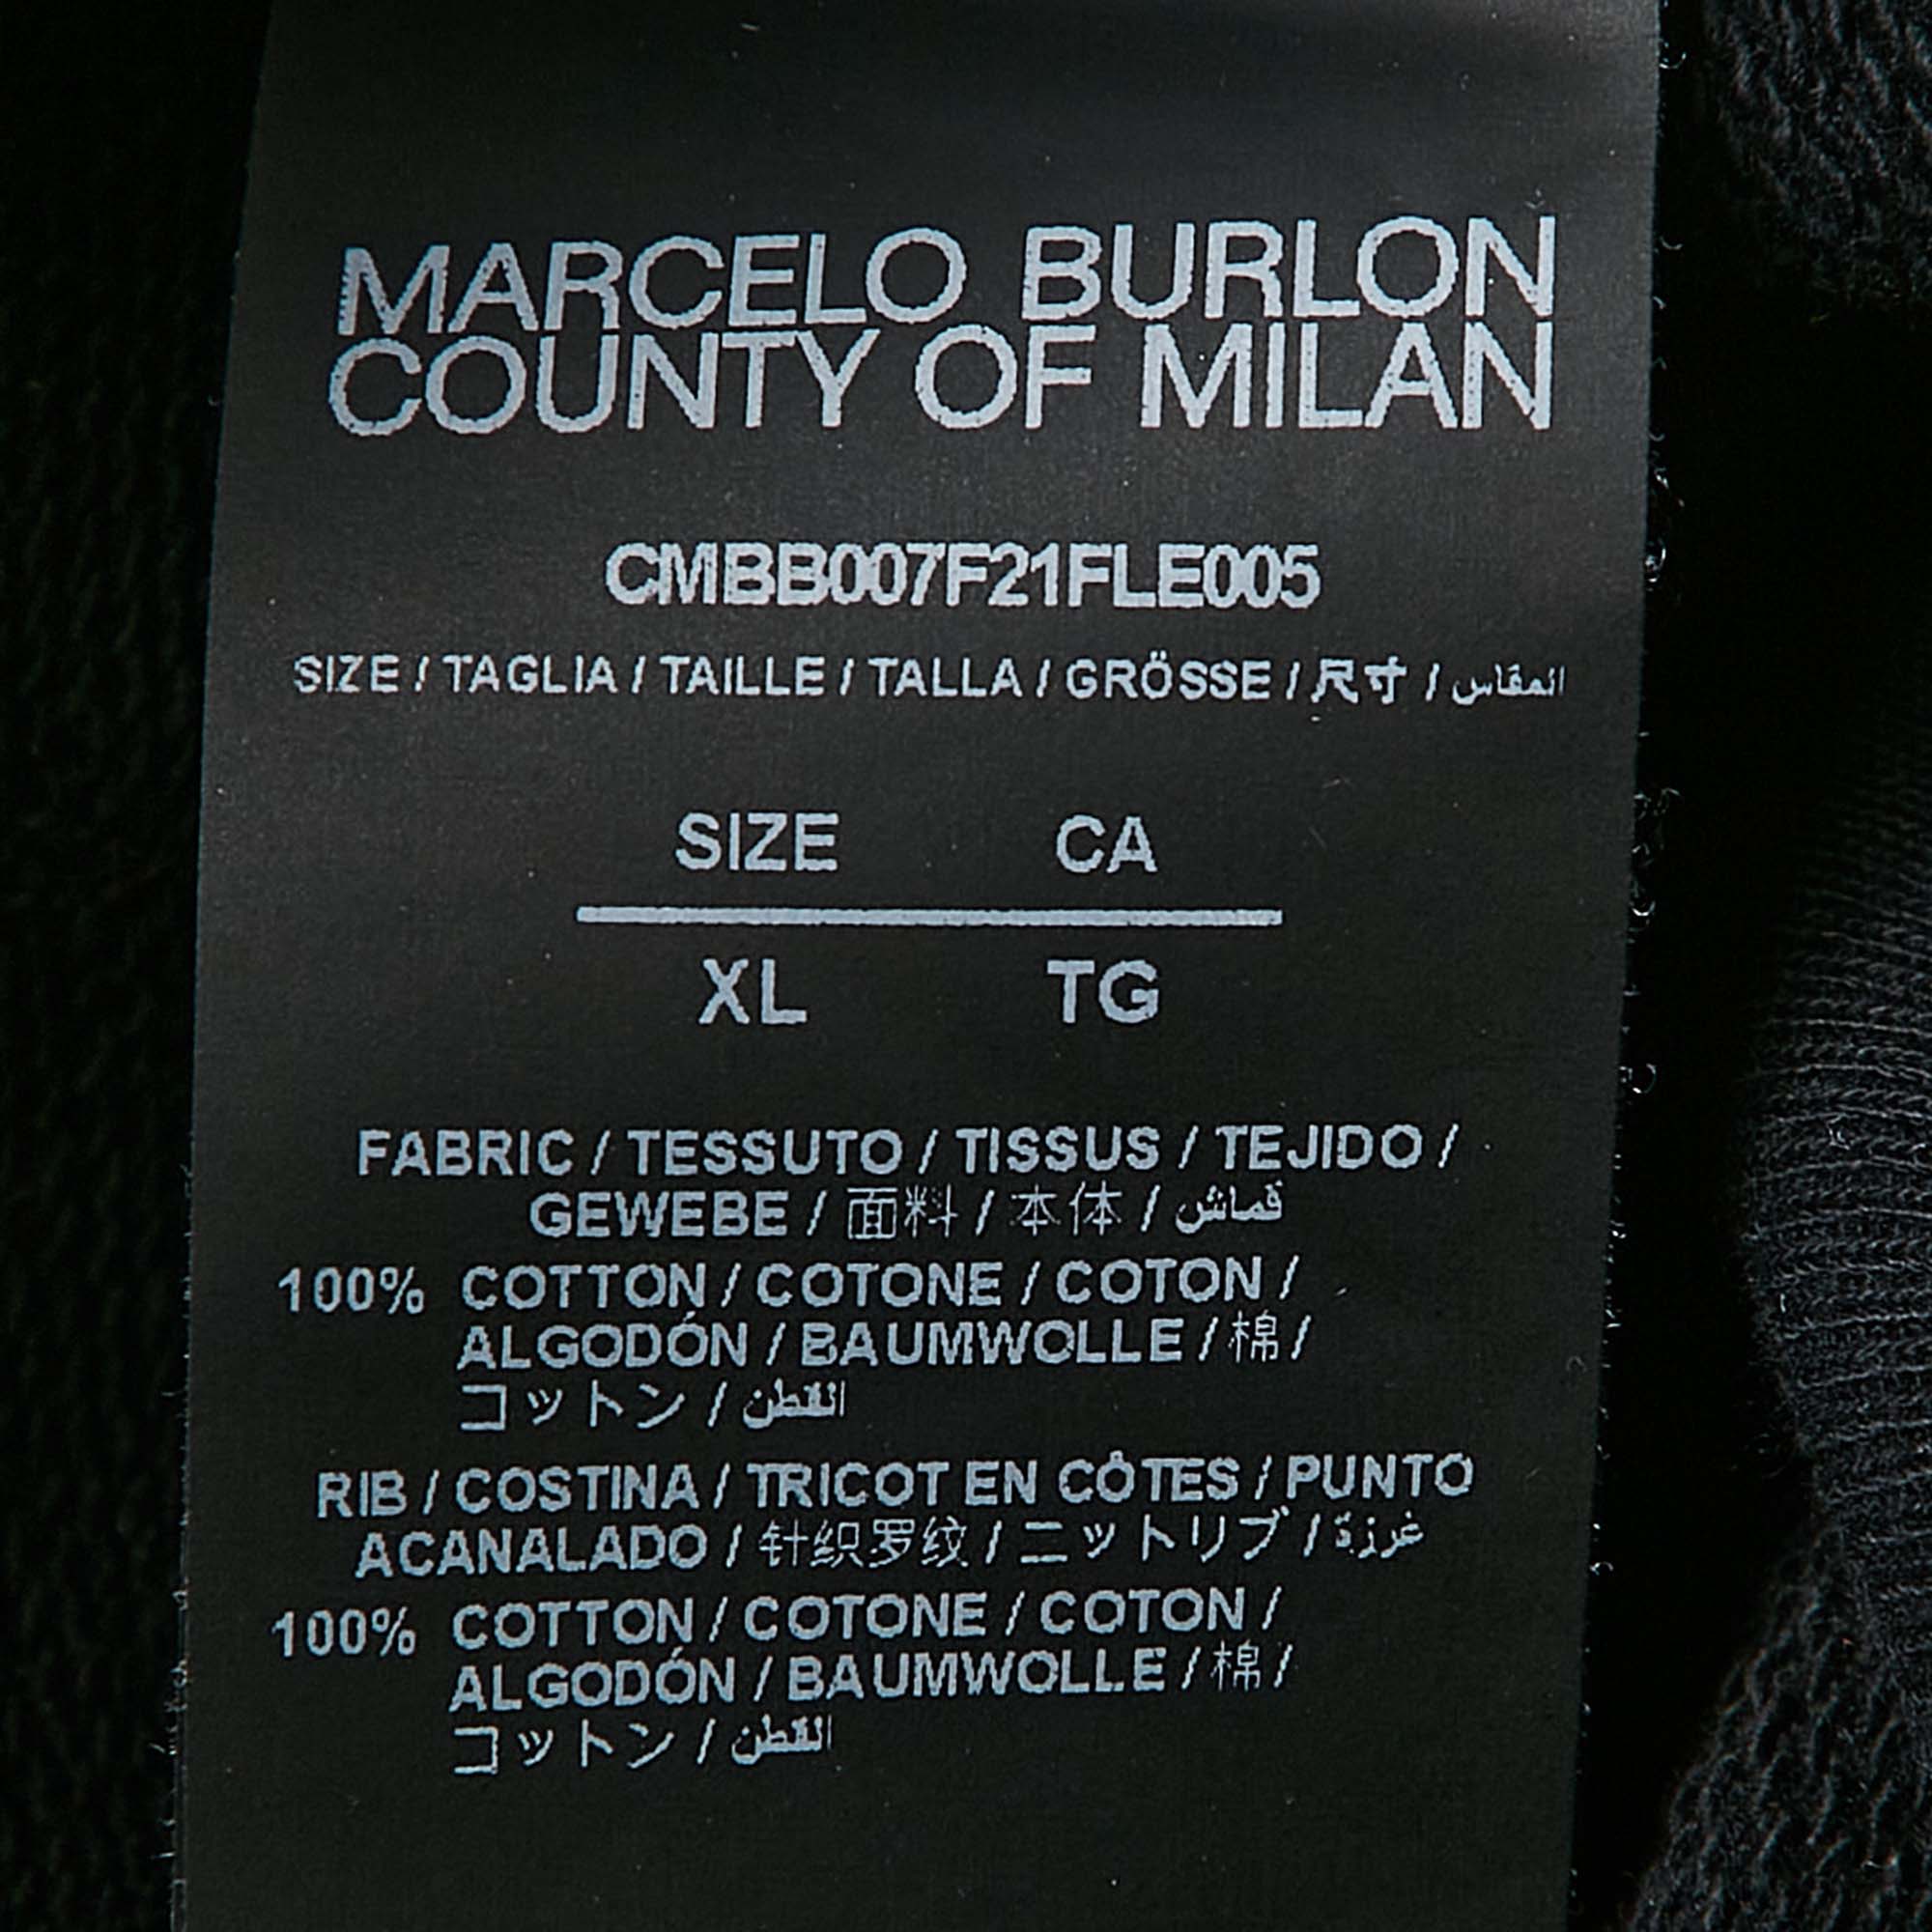 MARCELO BURLON
COUNTY OF MILAN
CMBB007F21FLE005
SIZE / TAGLIA / TAILLE / TALLA / GRÖSSE / 尺寸 / المقاس
SIZE CA
XL TG
FABRIC / TESSUTO / TISSUS / TEJIDO /
GEWEBE / 面料 / 本体 / قماش
100% COTTON / COTONE / COTON /
ALGODÓN / BAUMWOLLE / 棉 /
コットン / القطن
RIB / COSTINA / TRICOT EN CÔTES / PUNTO
ACANALADO / 针织罗纹 / ニットリブ / غرزة
100% COTTON / COTONE / COTON /
ALGODÓN / BAUMWOLLE / 棉 /
コットン / القطن